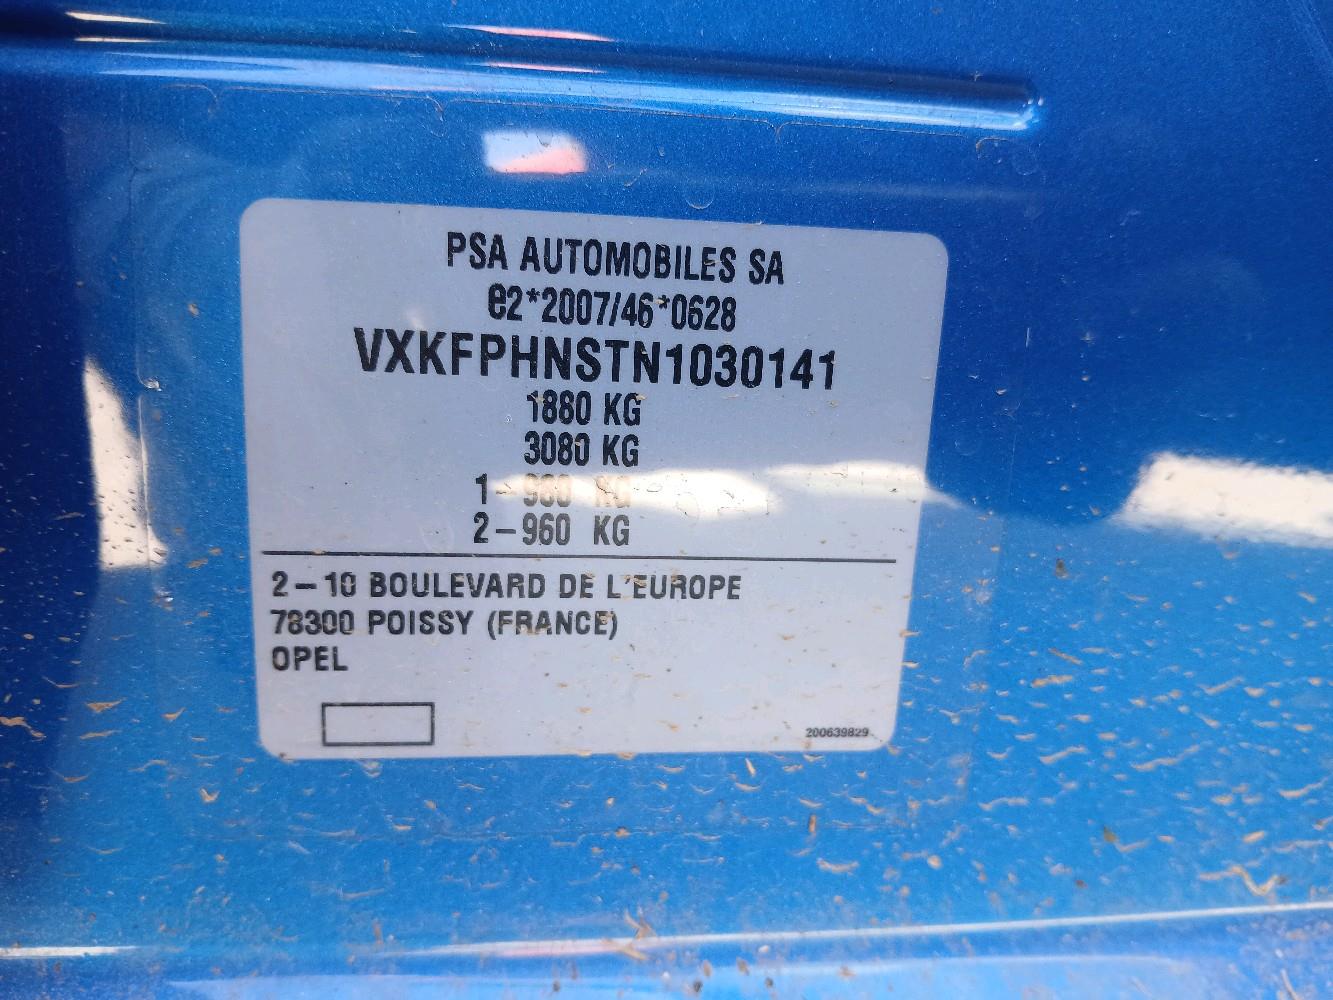 PSA AUTOMOBILES SA
e2*2007/46*0628
VXKFPHNSTN1030141
1880 KG
3080 KG
1- KG
2-960 KG
2-10 BOULEVARD DE L'EUROPE
78300 POISSY (FRANCE)
OPEL
200639829